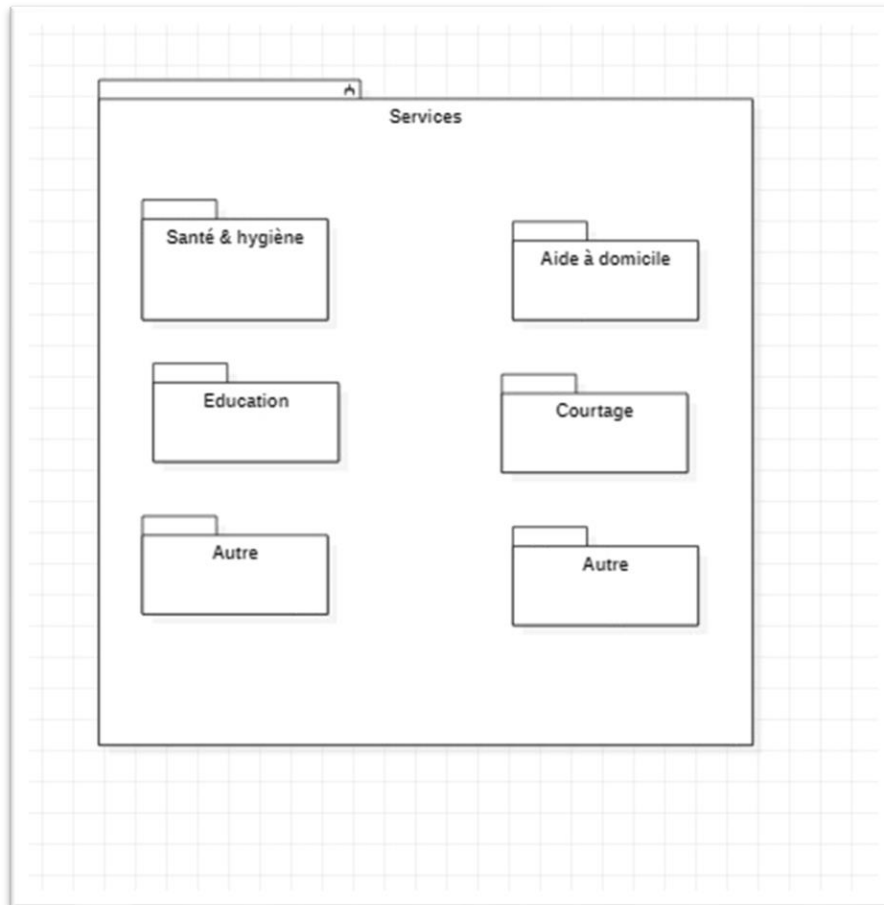 Services
Santé & hygiène
Aide à domicile
Education
Courtage
Autre
Autre